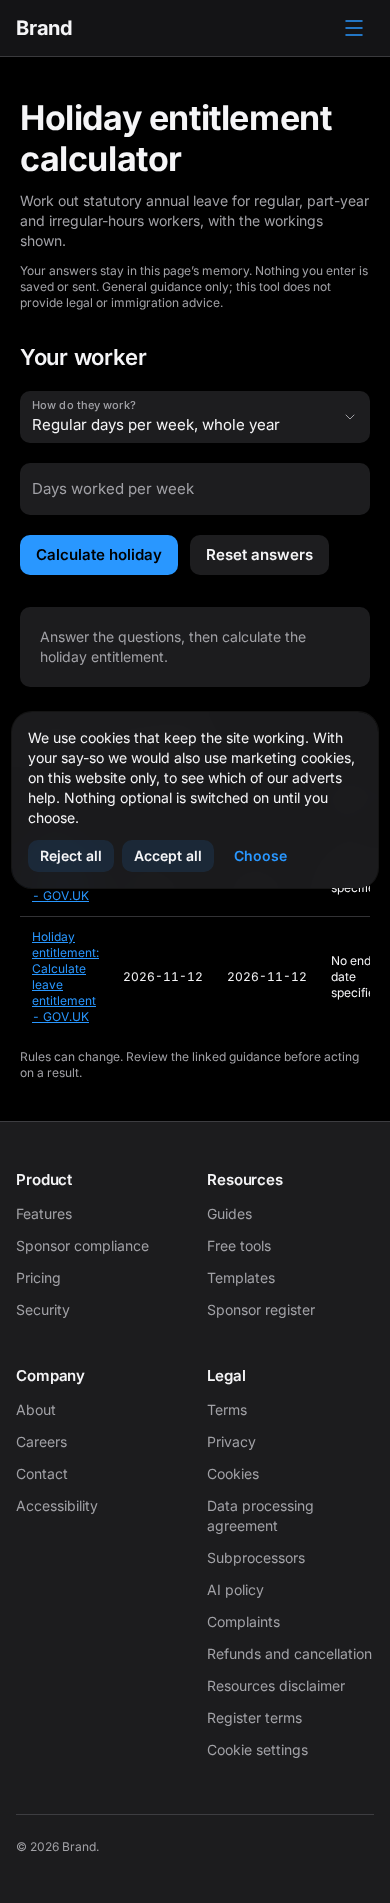 Brand
Holiday entitlement
calculator
Work out statutory annual leave for regular, part-year
and irregular-hours workers, with the workings
shown.
Your answers stay in this page’s memory. Nothing you enter is
saved or sent. General guidance only; this tool does not
provide legal or immigration advice.
Your worker
How do they work?
Regular days per week, whole year
Days worked per week
Calculate holiday
Reset answers
Answer the questions, then calculate the
holiday entitlement.
We use cookies that keep the site working. With
your say-so we would also use marketing cookies,
on this website only, to see which of our adverts
help. Nothing optional is switched on until you
choose.
Reject all
Accept all
Choose
- GOV.UK
Holiday
entitlement:
Calculate
leave
entitlement
- GOV.UK
2026-11-12
2026-11-12
No end
date
Rules can change. Review the linked guidance before acting
on a result.
Product
Features
Sponsor compliance
Pricing
Security
Resources
Guides
Free tools
Templates
Sponsor register
Company
About
Careers
Contact
Accessibility
Legal
Terms
Privacy
Cookies
Data processing
agreement
Subprocessors
AI policy
Complaints
Refunds and cancellation
Resources disclaimer
Register terms
Cookie settings
© 2026 Brand.